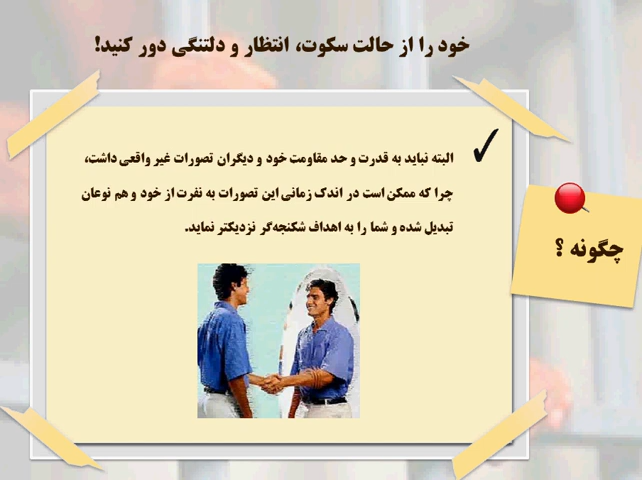 خود را از حالت سکوت، انتظار و دلتنگی دور کنید!
البته نباید به قدرت و حد مقاومت خود و دیگران تصورات غیر واقعی داشت،
چرا که ممکن است در اندک زمانی این تصورات به نفرت از خود و هم نوعان
تبدیل شده و شما را به اهداف شکنجه‌گر نزدیکتر نماید.
چگونه ؟